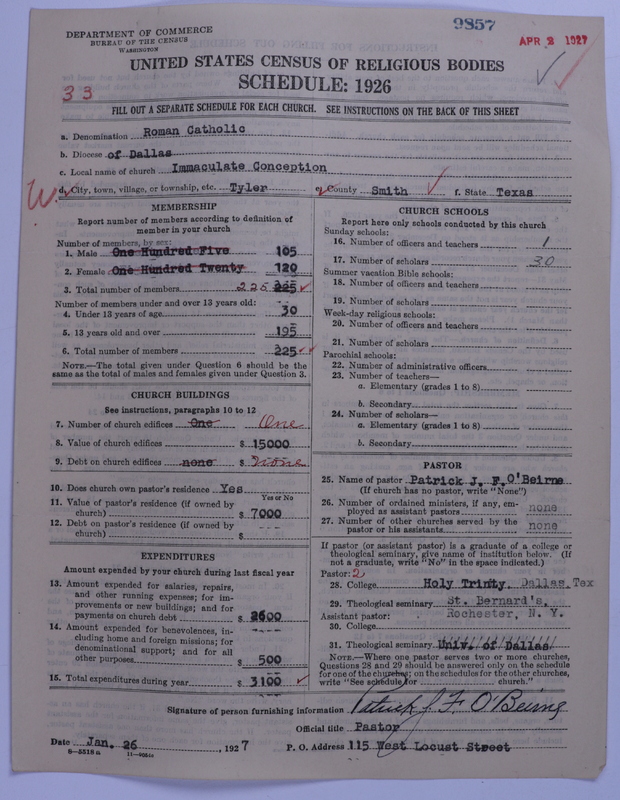 9857
APR 2 1927
DEPARTMENT OF COMMERCE
BUREAU OF THE CENSUS
WASHINGTON
UNITED STATES CENSUS OF RELIGIOUS BODIES
SCHEDULE: 1926
33
FILL OUT A SEPARATE SCHEDULE FOR EACH CHURCH. SEE INSTRUCTIONS ON THE BACK OF THIS SHEET
a. Denomination Roman Catholic
b. Diocese of Dallas
c. Local name of church Immaculate Conception
W.
d. City, town, village, or township, etc. Tyler e. County Smith f. State Texas
MEMBERSHIP
Report number of members according to definition of
member in your church
Number of members, by sex:
1. Male One Hundred Five 105
2. Female One Hundred Twenty 120
3. Total number of members 225 225
Number of members under and over 13 years old:
4. Under 13 years of age 30
5. 13 years old and over 195
6. Total number of members 225
NOTE.—The total given under Question 6 should be
same as the total of males and females given under Question 3.
CHURCH BUILDINGS
See instructions, paragraphs 10 to 12
7. Number of church edifices One One
8. Value of church edifices $ 15000
9. Debt on church edifices none $ None
10. Does church own pastor's residence Yes
Yes or No
11. Value of pastor's residence (if owned by
church) $ 7000
12. Debt on pastor's residence (if owned by
church) $ ---
EXPENDITURES
Amount expended by your church during last fiscal year
13. Amount expended for salaries, repairs,
and other running expenses; for im-
provements or new buildings; and for
payments on church debt $ 2600
14. Amount expended for benevolences, in-
cluding home and foreign missions; for
denominational support; and for all
other purposes $ 500
15. Total expenditures during year $ 3100
CHURCH SCHOOLS
Report here only schools conducted by this church
Sunday schools:
16. Number of officers and teachers 1
17. Number of scholars 30
Summer vacation Bible schools:
18. Number of officers and teachers
19. Number of scholars
Week-day religious schools:
20. Number of officers and teachers
21. Number of scholars
Parochial schools:
22. Number of administrative officers
23. Number of teachers—
a. Elementary (grades 1 to 8)
b. Secondary
24. Number of scholars—
a. Elementary (grades 1 to 8)
b. Secondary
PASTOR
25. Name of pastor Patrick J. F. O'Beirne
(If church has no pastor, write "None")
26. Number of ordained ministers, if any, em-
ployed as assistant pastors none
27. Number of other churches served by the
pastor or his assistants none
If pastor (or assistant pastor) is a graduate of a college or
theological seminary, give name of institution below. (If
not a graduate, write "No" in the space indicated.)
Pastor: 2
28. College Holy Trinty, Dallas, Tex
29. Theological seminary St. Bernard's,
Assistant pastor: Rochester, N. Y.
30. College
31. Theological seminary Univ. of Dallas
NOTE.—Where one pastor serves two or more churches,
Questions 28 and 29 should be answered only on the schedule
for one of the churches; on the schedules for the other churches,
write "See schedule for church."
Signature of person furnishing information Patrick J. F. O'Beirne
Official title Pastor
Date Jan. 26, 1927 P. O. Address 115 West Locust Street
8—5518a 11—9084a